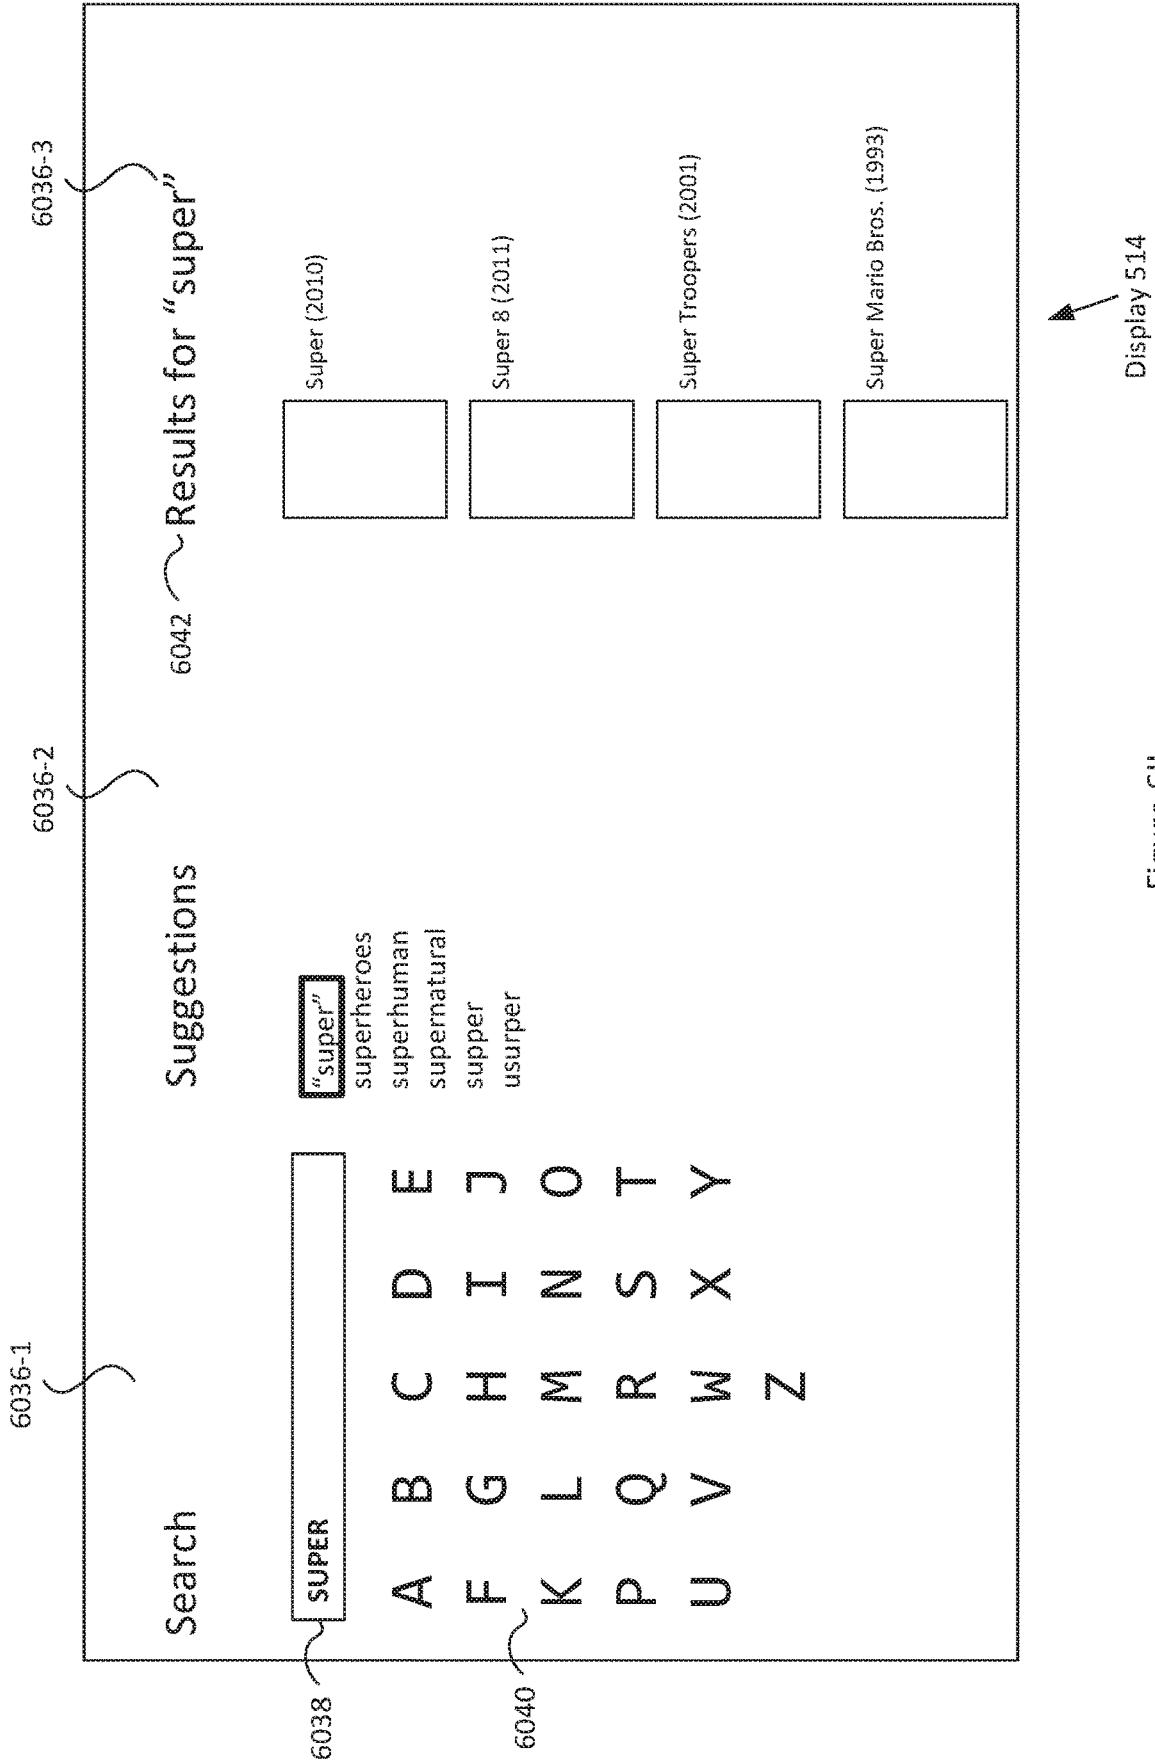 6036-1
6036-2
6036-3
Search
Suggestions
6042
Results for “super”
6038
SUPER
“super”
superheroes
superhuman
supernatural
supper
usurper
6040
A B C D E
F G H I J
K L M N O
P Q R S T
U V W X Y
Z
Super (2010)
Super 8 (2011)
Super Troopers (2001)
Super Mario Bros. (1993)
Display 514